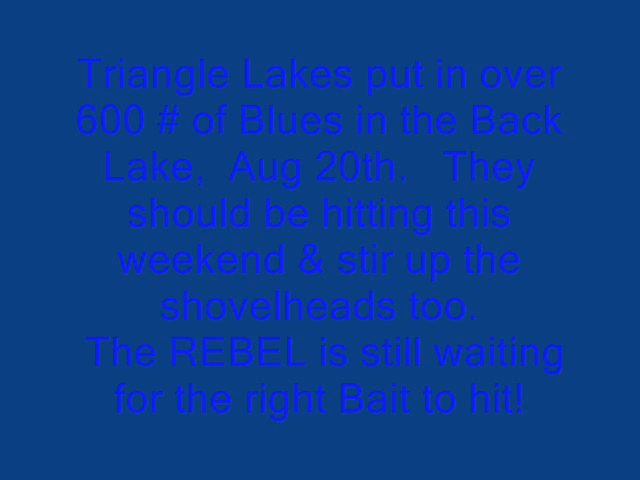 Triangle Lakes put in over
600 # of Blues in the Back
Lake,  Aug 20th.   They
should be hitting this
weekend & stir up the
shovelheads too.
The REBEL is still waiting
for the right Bait to hit!